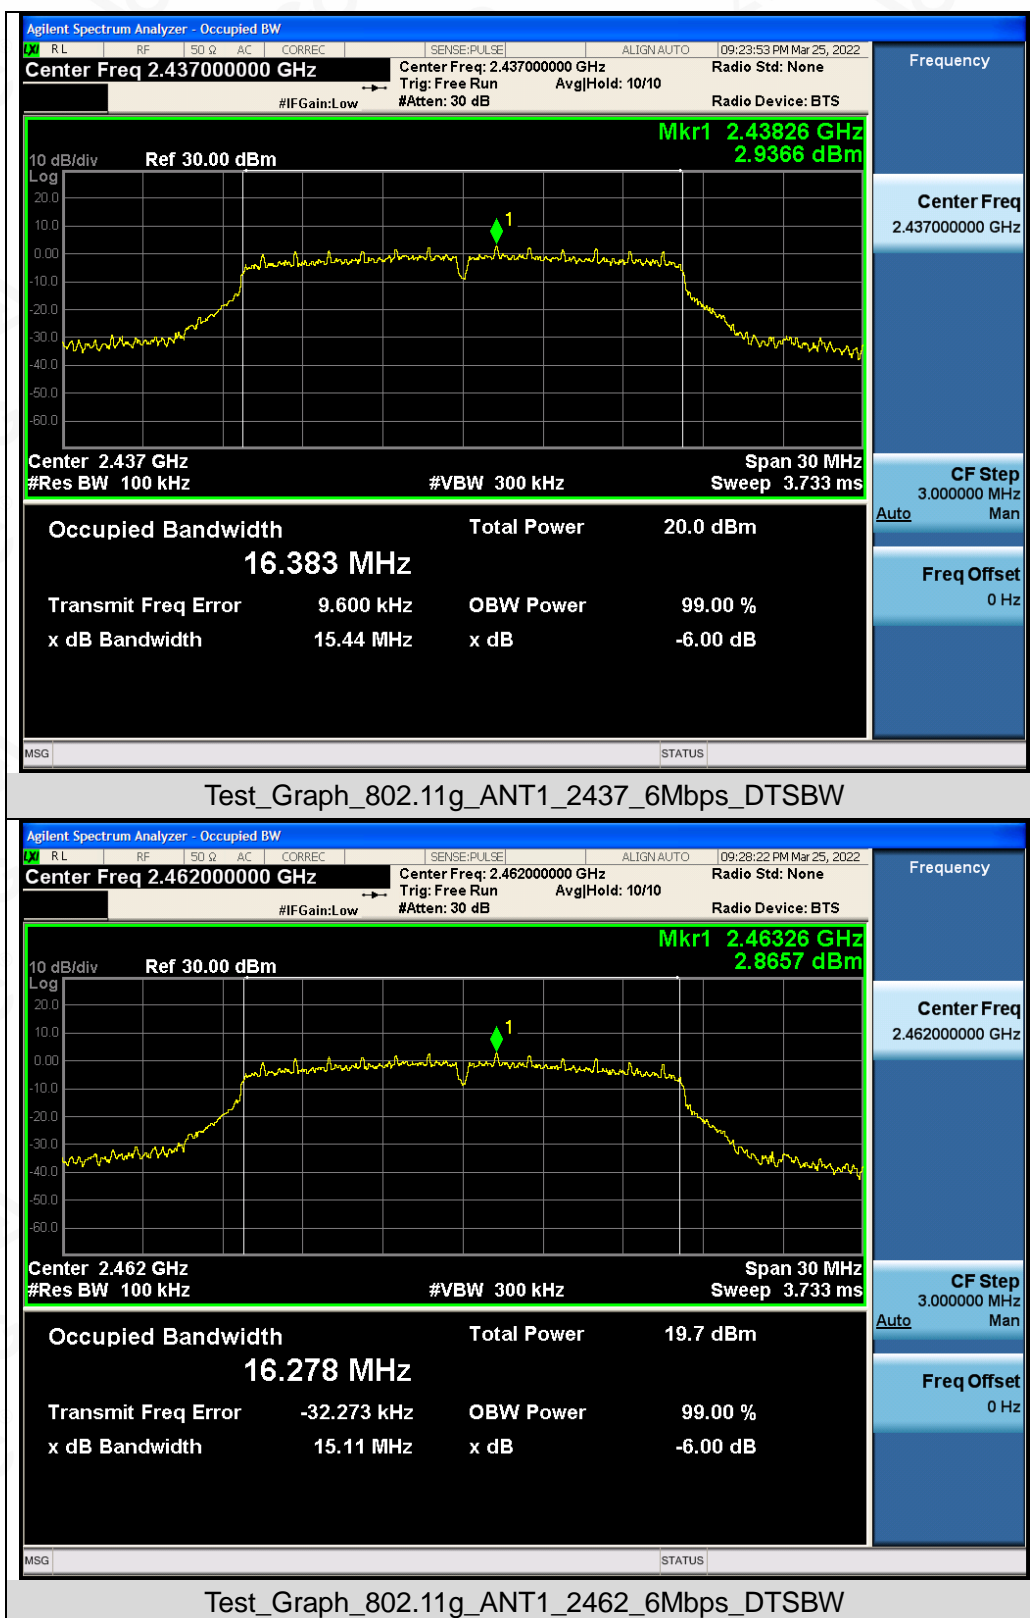 Agilent Spectrum Analyzer - Occupied BW
LXI RL RF 50 Ω AC CORREC SENSE:PULSE ALIGN AUTO 09:23:53 PM Mar 25, 2022
Center Freq 2.437000000 GHz
Center Freq: 2.437000000 GHz Radio Std: None
Trig: Free Run Avg|Hold: 10/10
#IFGain:Low #Atten: 30 dB Radio Device: BTS
Frequency
Mkr1 2.43826 GHz
2.9366 dBm
10 dB/div Ref 30.00 dBm
Log
20.0
10.0
0.00
-10.0
-20.0
-30.0
-40.0
-50.0
-60.0
1
Center 2.437 GHz Span 30 MHz
#Res BW 100 kHz #VBW 300 kHz Sweep 3.733 ms
Center Freq
2.437000000 GHz
CF Step
3.000000 MHz
Auto Man
Freq Offset
0 Hz
Occupied Bandwidth Total Power 20.0 dBm
16.383 MHz
Transmit Freq Error 9.600 kHz OBW Power 99.00 %
x dB Bandwidth 15.44 MHz x dB -6.00 dB
MSG STATUS
Test_Graph_802.11g_ANT1_2437_6Mbps_DTSBW
Agilent Spectrum Analyzer - Occupied BW
LXI RL RF 50 Ω AC CORREC SENSE:PULSE ALIGN AUTO 09:28:22 PM Mar 25, 2022
Center Freq 2.462000000 GHz
Center Freq: 2.462000000 GHz Radio Std: None
Trig: Free Run Avg|Hold: 10/10
#IFGain:Low #Atten: 30 dB Radio Device: BTS
Frequency
Mkr1 2.46326 GHz
2.8657 dBm
10 dB/div Ref 30.00 dBm
Log
20.0
10.0
0.00
-10.0
-20.0
-30.0
-40.0
-50.0
-60.0
1
Center 2.462 GHz Span 30 MHz
#Res BW 100 kHz #VBW 300 kHz Sweep 3.733 ms
Center Freq
2.462000000 GHz
CF Step
3.000000 MHz
Auto Man
Freq Offset
0 Hz
Occupied Bandwidth Total Power 19.7 dBm
16.278 MHz
Transmit Freq Error -32.273 kHz OBW Power 99.00 %
x dB Bandwidth 15.11 MHz x dB -6.00 dB
MSG STATUS
Test_Graph_802.11g_ANT1_2462_6Mbps_DTSBW